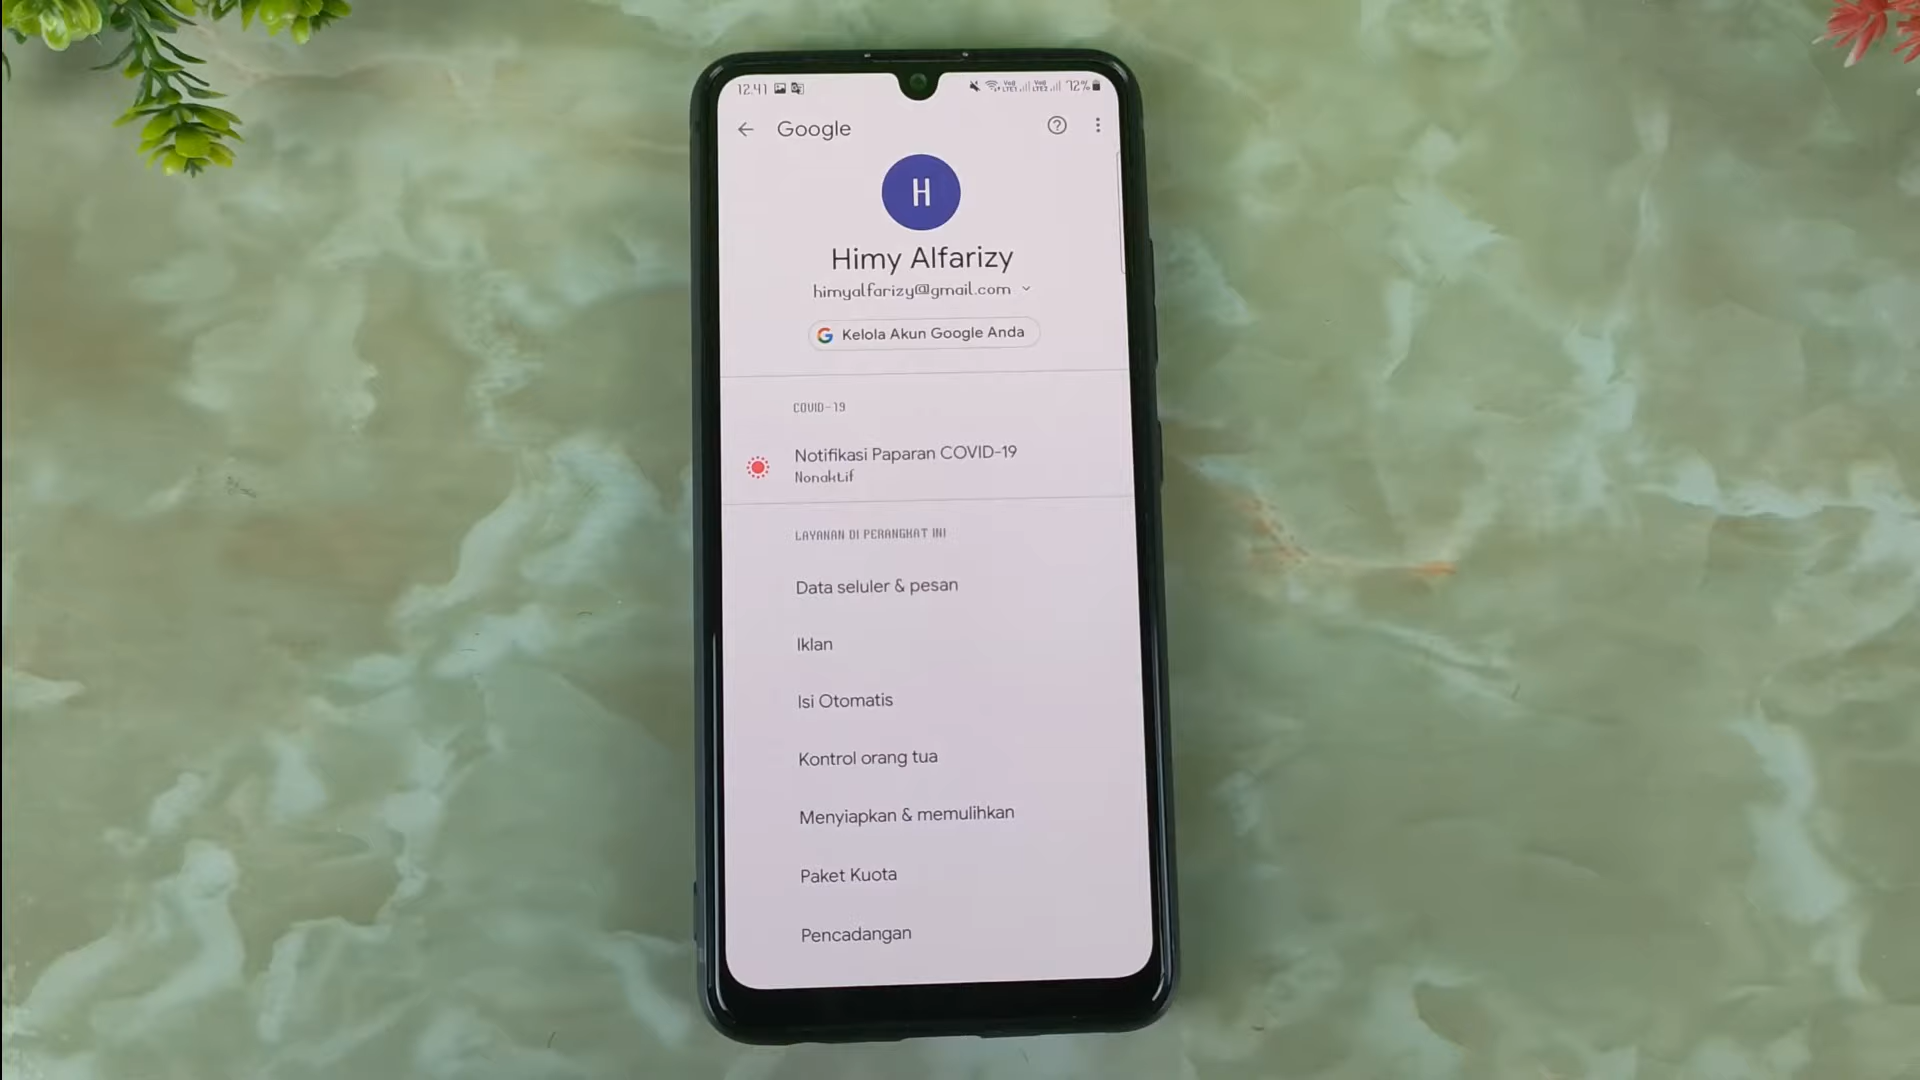 12.41 72%
Google
H
Himy Alfarizy
himyalfarizy@gmail.com
Kelola Akun Google Anda
COVID-19
Notifikasi Paparan COVID-19
Nonaktif
LAYANAN DI PERANGKAT INI
Data seluler & pesan
Iklan
Isi Otomatis
Kontrol orang tua
Menyiapkan & memulihkan
Paket Kuota
Pencadangan